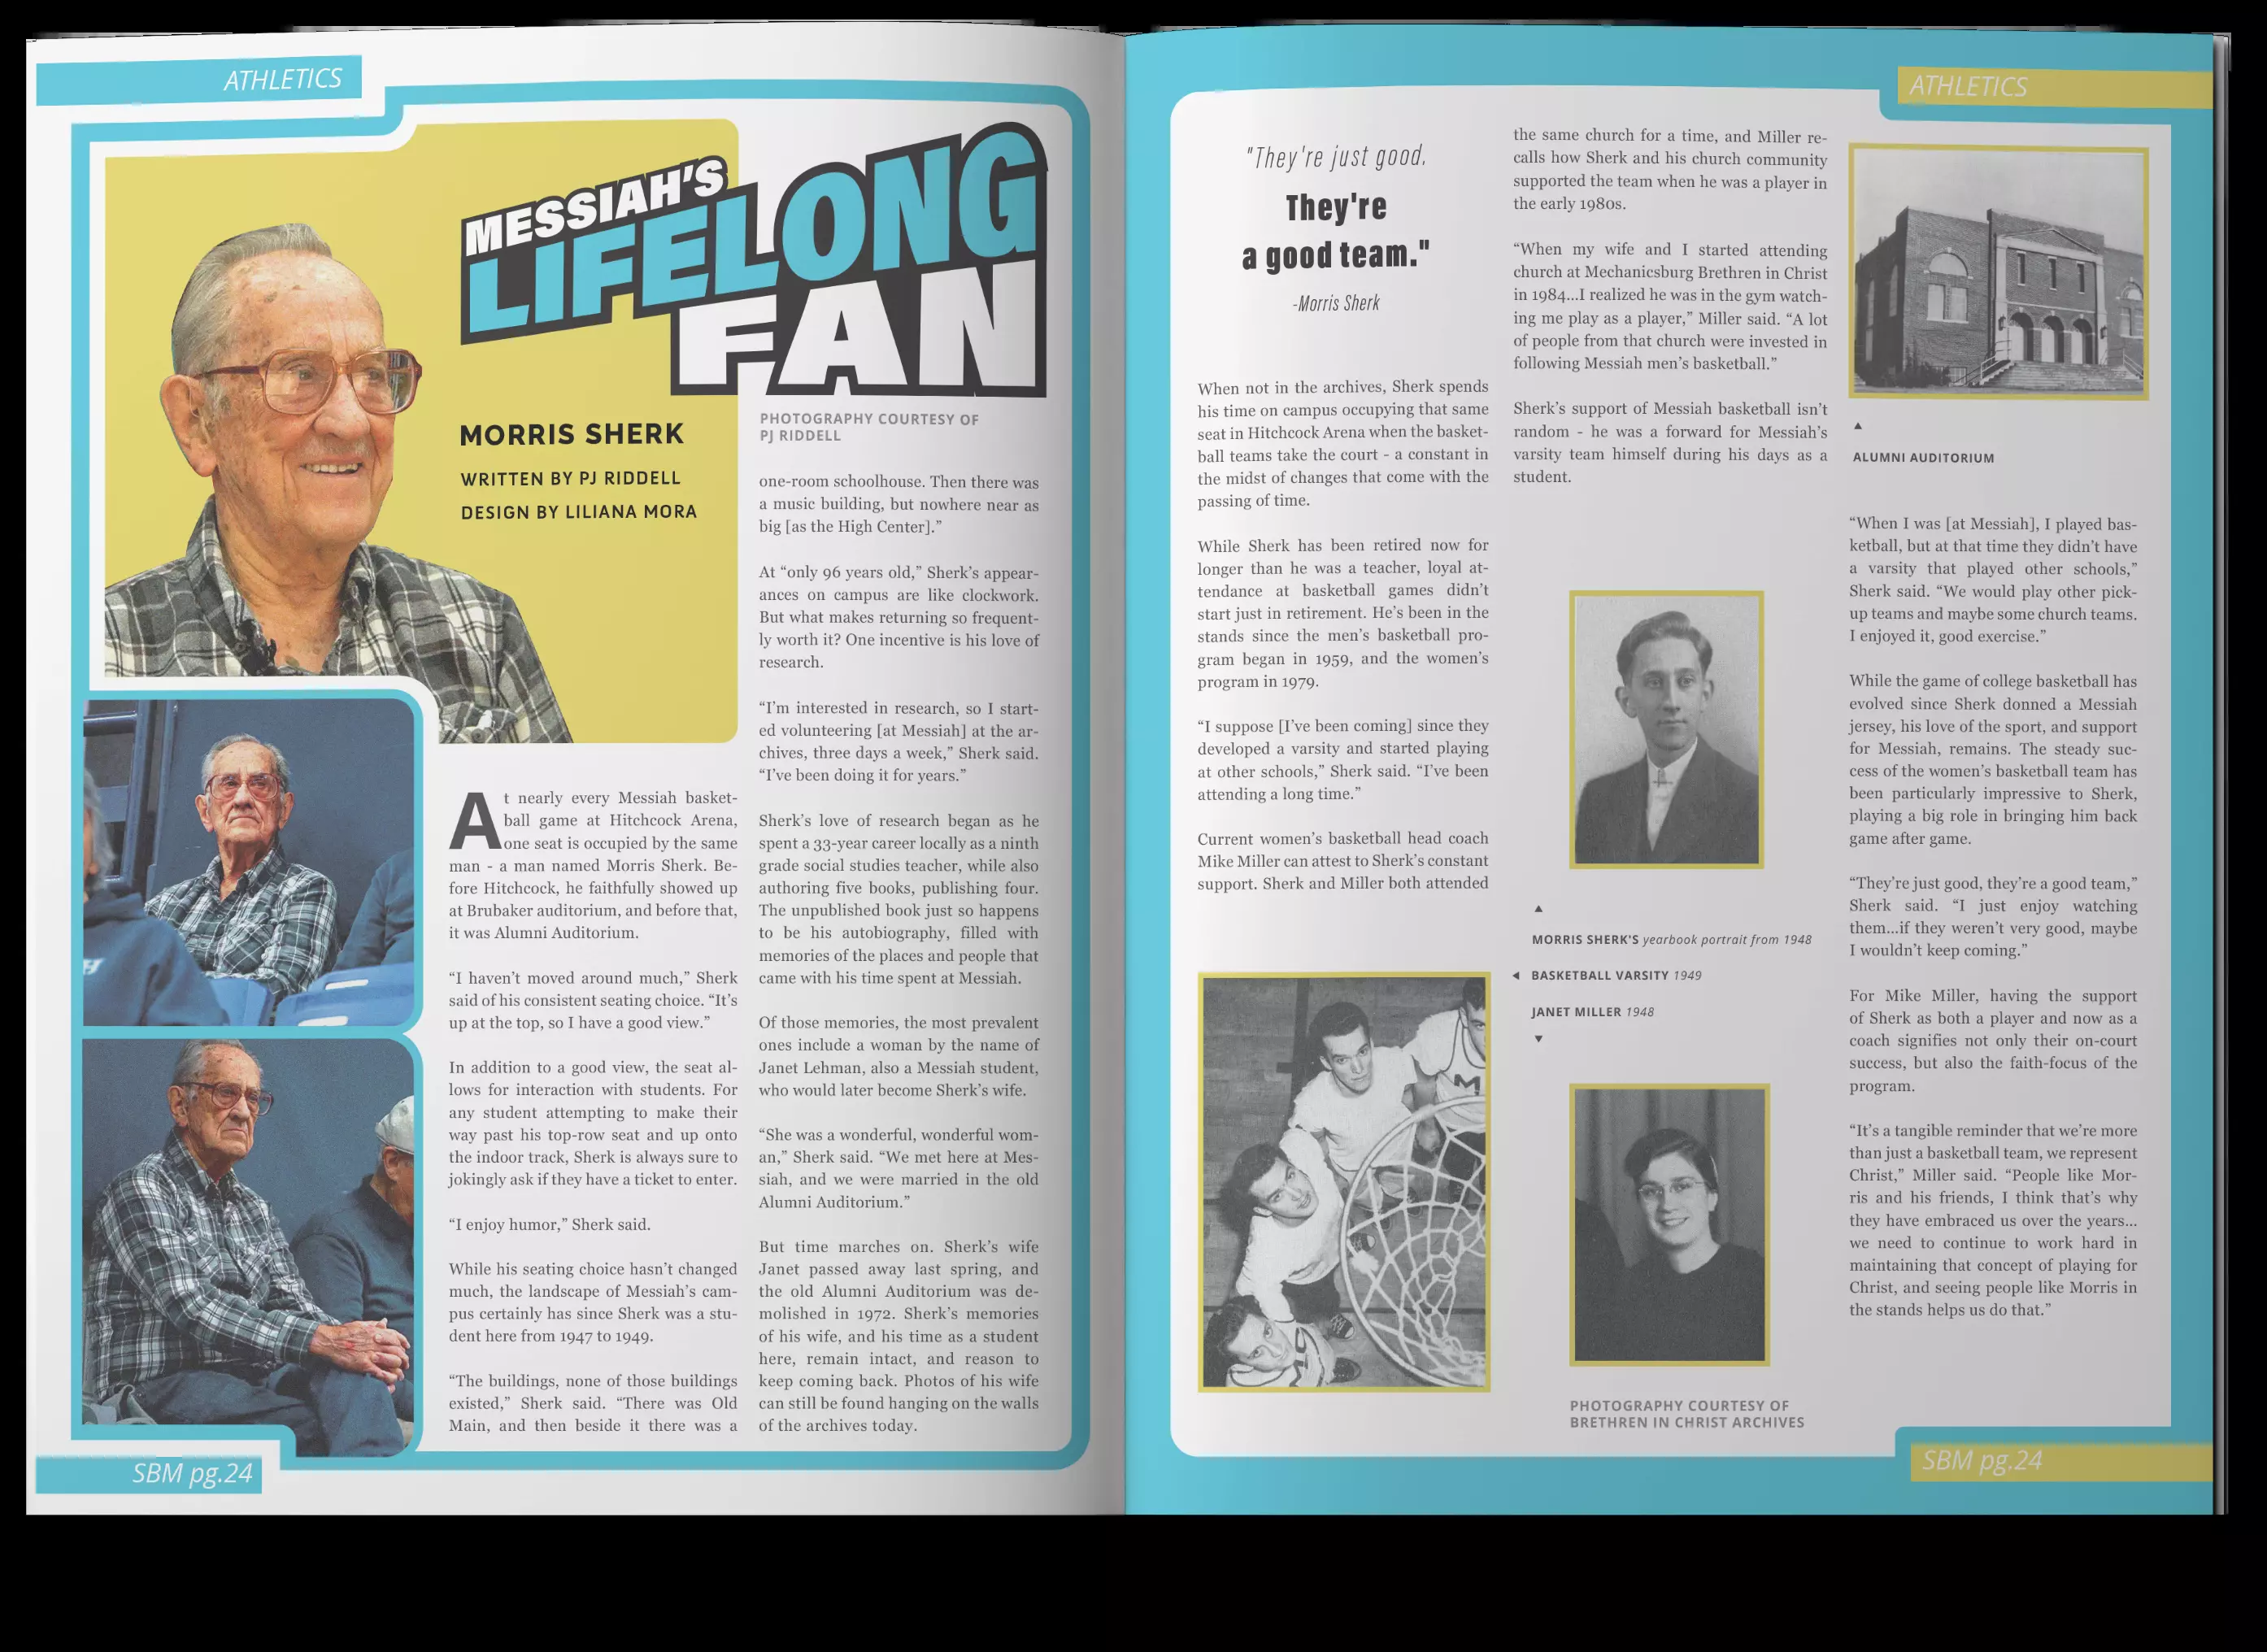 ATHLETICS
MESSIAH'S
LIFELONG
FAN
MORRIS SHERK
WRITTEN BY PJ RIDDELL
DESIGN BY LILIANA MORA
At nearly every Messiah basket-
ball game at Hitchcock Arena,
one seat is occupied by the same
man - a man named Morris Sherk. Be-
fore Hitchcock, he faithfully showed up
at Brubaker auditorium, and before that,
it was Alumni Auditorium.
“I haven’t moved around much,” Sherk
said of his consistent seating choice. “It’s
up at the top, so I have a good view.”
In addition to a good view, the seat al-
lows for interaction with students. For
any student attempting to make their
way past his top-row seat and up onto
the indoor track, Sherk is always sure to
jokingly ask if they have a ticket to enter.
“I enjoy humor,” Sherk said.
While his seating choice hasn’t changed
much, the landscape of Messiah’s cam-
pus certainly has since Sherk was a stu-
dent here from 1947 to 1949.
“The buildings, none of those buildings
existed,” Sherk said. “There was Old
Main, and then beside it there was a
PHOTOGRAPHY COURTESY OF
PJ RIDDELL
one-room schoolhouse. Then there was
a music building, but nowhere near as
big [as the High Center].”
At “only 96 years old,” Sherk’s appear-
ances on campus are like clockwork.
But what makes returning so frequent-
ly worth it? One incentive is his love of
research.
“I’m interested in research, so I start-
ed volunteering [at Messiah] at the ar-
chives, three days a week,” Sherk said.
“I’ve been doing it for years.”
Sherk’s love of research began as he
spent a 33-year career locally as a ninth
grade social studies teacher, while also
authoring five books, publishing four.
The unpublished book just so happens
to be his autobiography, filled with
memories of the places and people that
came with his time spent at Messiah.
Of those memories, the most prevalent
ones include a woman by the name of
Janet Lehman, also a Messiah student,
who would later become Sherk’s wife.
“She was a wonderful, wonderful wom-
an,” Sherk said. “We met here at Mes-
siah, and we were married in the old
Alumni Auditorium.”
But time marches on. Sherk’s wife
Janet passed away last spring, and
the old Alumni Auditorium was de-
molished in 1972. Sherk’s memories
of his wife, and his time as a student
here, remain intact, and reason to
keep coming back. Photos of his wife
can still be found hanging on the walls
of the archives today.
SBM pg.24
ATHLETICS
"They're just good.
They're
a good team."
-Morris Sherk
When not in the archives, Sherk spends
his time on campus occupying that same
seat in Hitchcock Arena when the basket-
ball teams take the court - a constant in
the midst of changes that come with the
passing of time.
While Sherk has been retired now for
longer than he was a teacher, loyal at-
tendance at basketball games didn’t
start just in retirement. He’s been in the
stands since the men’s basketball pro-
gram began in 1959, and the women’s
program in 1979.
“I suppose [I’ve been coming] since they
developed a varsity and started playing
at other schools,” Sherk said. “I’ve been
attending a long time.”
Current women’s basketball head coach
Mike Miller can attest to Sherk’s constant
support. Sherk and Miller both attended
the same church for a time, and Miller re-
calls how Sherk and his church community
supported the team when he was a player in
the early 1980s.
“When my wife and I started attending
church at Mechanicsburg Brethren in Christ
in 1984...I realized he was in the gym watch-
ing me play as a player,” Miller said. “A lot
of people from that church were invested in
following Messiah men’s basketball.”
Sherk’s support of Messiah basketball isn’t
random - he was a forward for Messiah’s
varsity team himself during his days as a
student.
MORRIS SHERK'S yearbook portrait from 1948
BASKETBALL VARSITY 1949
JANET MILLER 1948
M
PHOTOGRAPHY COURTESY OF
BRETHREN IN CHRIST ARCHIVES
ALUMNI AUDITORIUM
“When I was [at Messiah], I played bas-
ketball, but at that time they didn’t have
a varsity that played other schools,”
Sherk said. “We would play other pick-
up teams and maybe some church teams.
I enjoyed it, good exercise.”
While the game of college basketball has
evolved since Sherk donned a Messiah
jersey, his love of the sport, and support
for Messiah, remains. The steady suc-
cess of the women’s basketball team has
been particularly impressive to Sherk,
playing a big role in bringing him back
game after game.
“They’re just good, they’re a good team,”
Sherk said. “I just enjoy watching
them...if they weren’t very good, maybe
I wouldn’t keep coming.”
For Mike Miller, having the support
of Sherk as both a player and now as a
coach signifies not only their on-court
success, but also the faith-focus of the
program.
“It’s a tangible reminder that we’re more
than just a basketball team, we represent
Christ,” Miller said. “People like Mor-
ris and his friends, I think that’s why
they have embraced us over the years...
we need to continue to work hard in
maintaining that concept of playing for
Christ, and seeing people like Morris in
the stands helps us do that.”
SBM pg.24